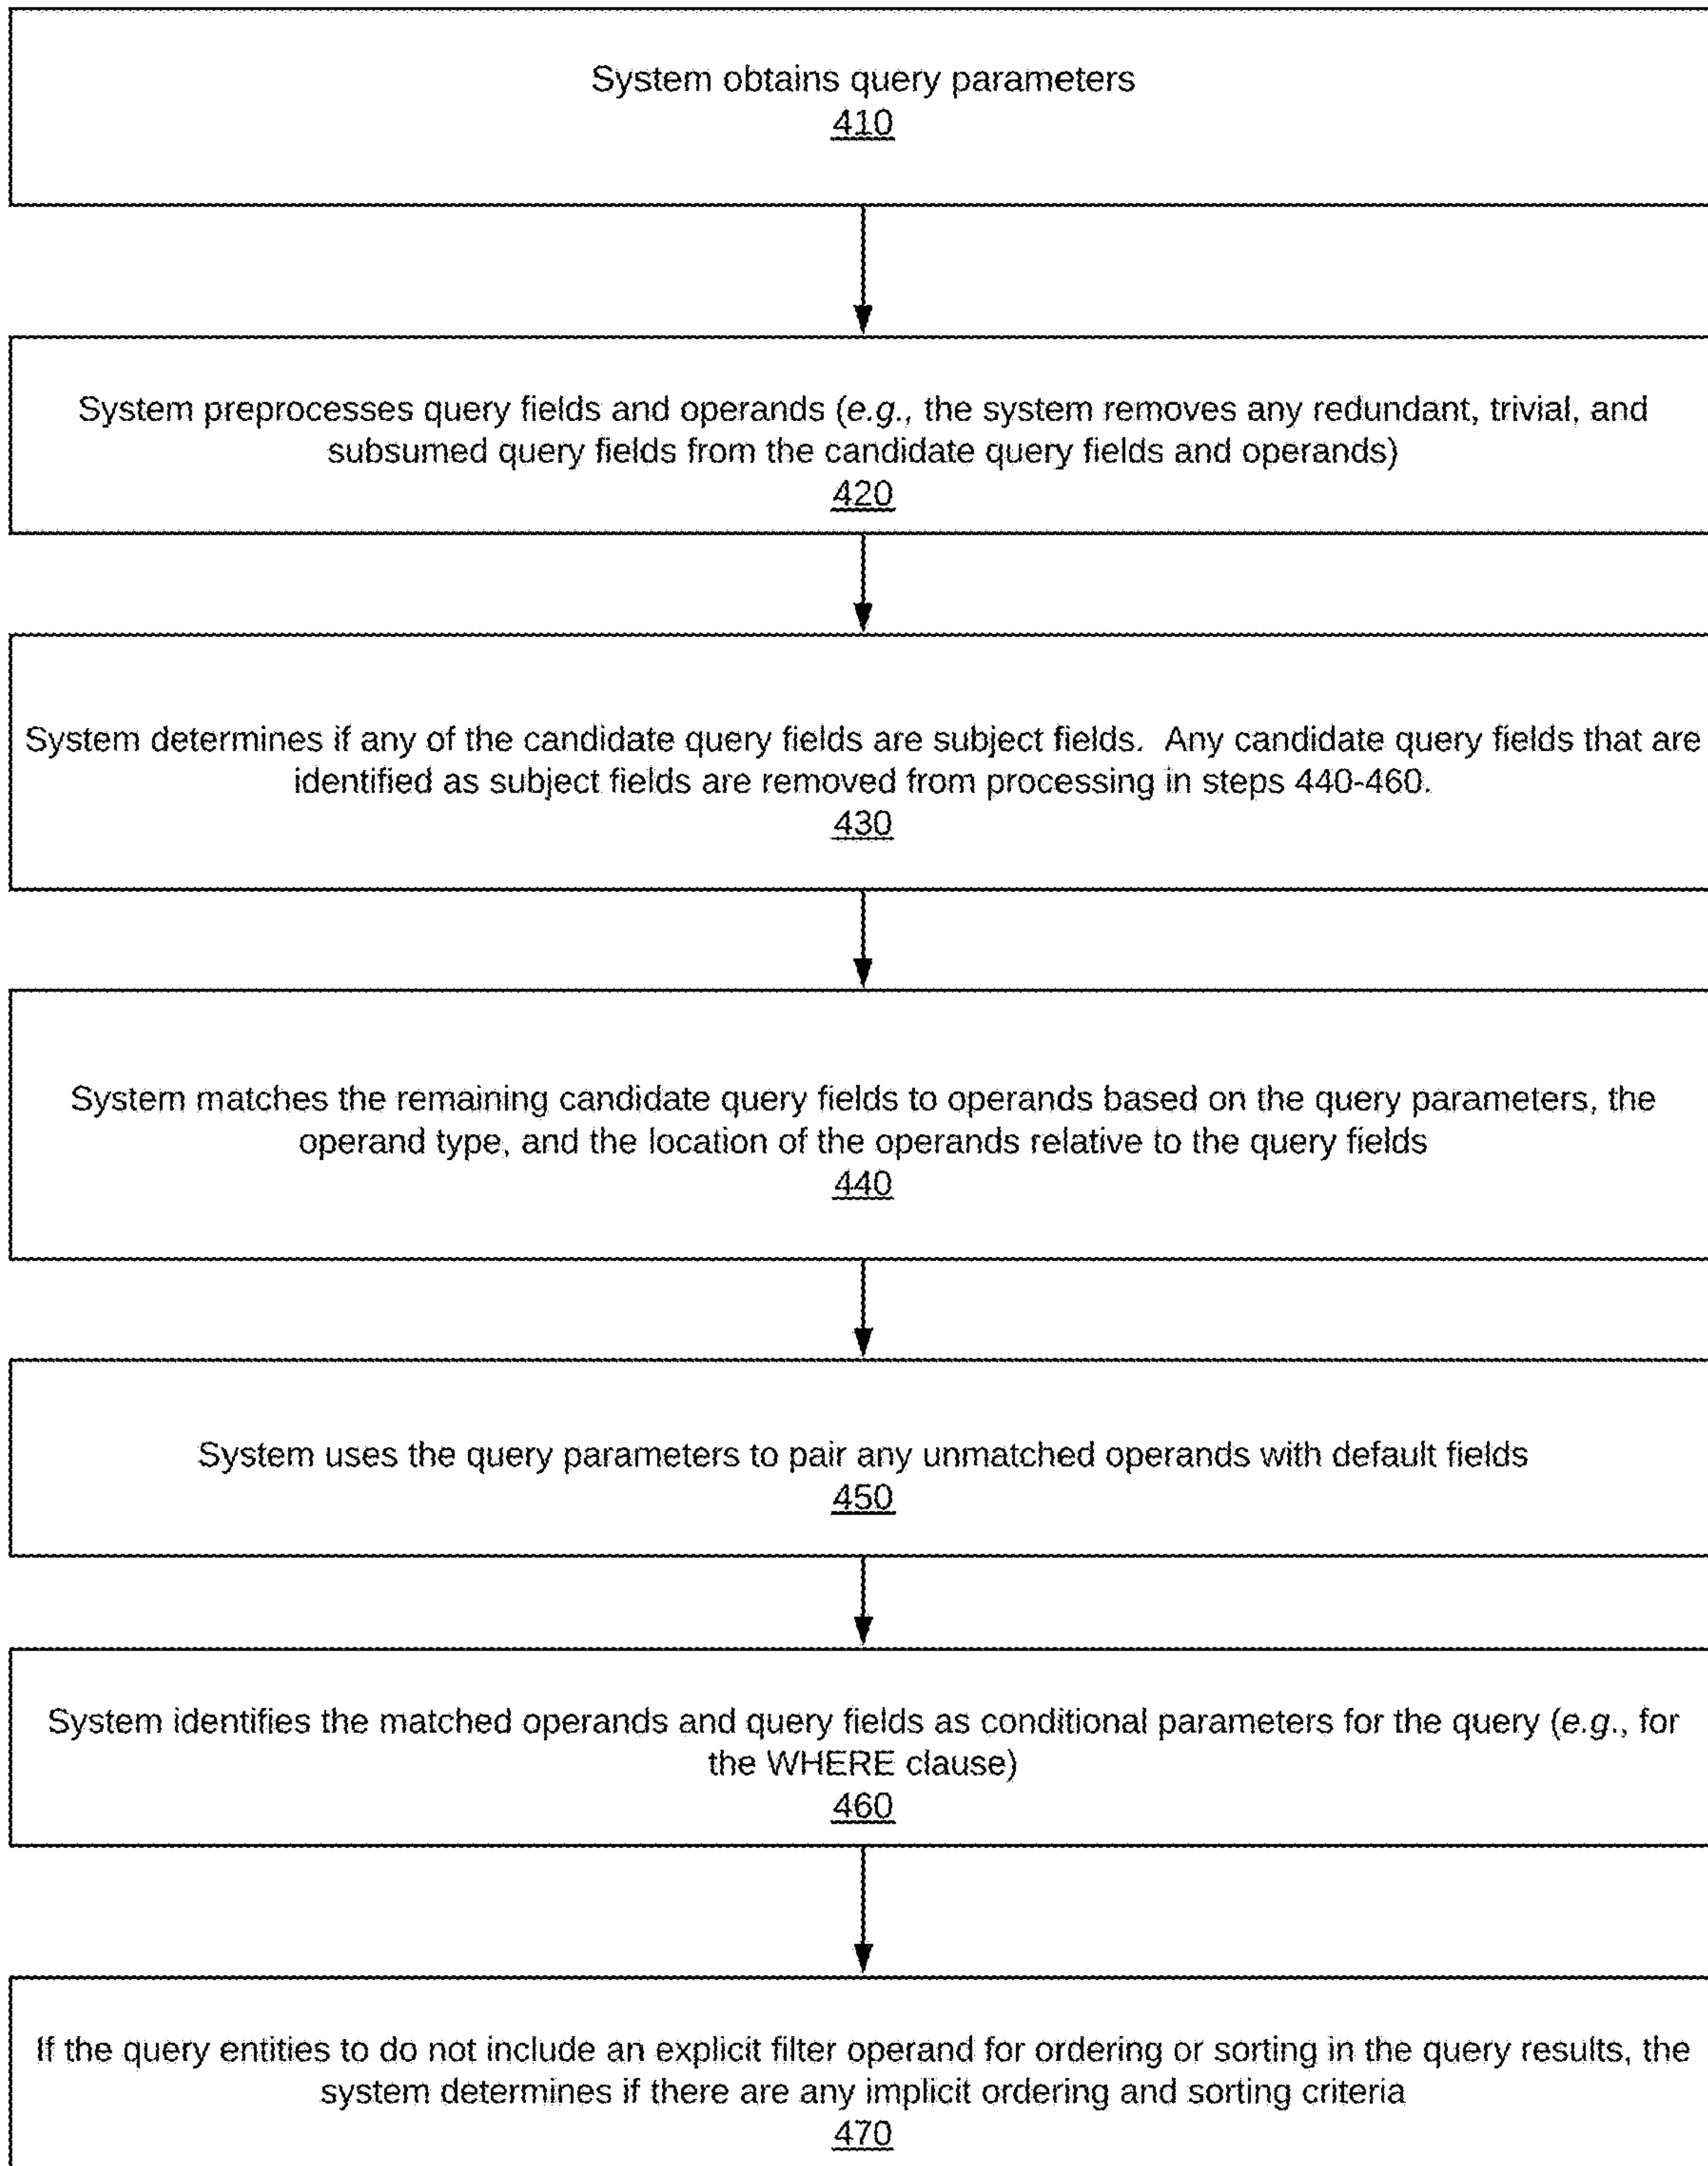 System obtains query parameters
410
System preprocesses query fields and operands (e.g., the system removes any redundant, trivial, and
subsumed query fields from the candidate query fields and operands)
420
System determines if any of the candidate query fields are subject fields.  Any candidate query fields that are
identified as subject fields are removed from processing in steps 440-460.
430
System matches the remaining candidate query fields to operands based on the query parameters, the
operand type, and the location of the operands relative to the query fields
440
System uses the query parameters to pair any unmatched operands with default fields
450
System identifies the matched operands and query fields as conditional parameters for the query (e.g., for
the WHERE clause)
460
If the query entities to do not include an explicit filter operand for ordering or sorting in the query results, the
system determines if there are any implicit ordering and sorting criteria
470